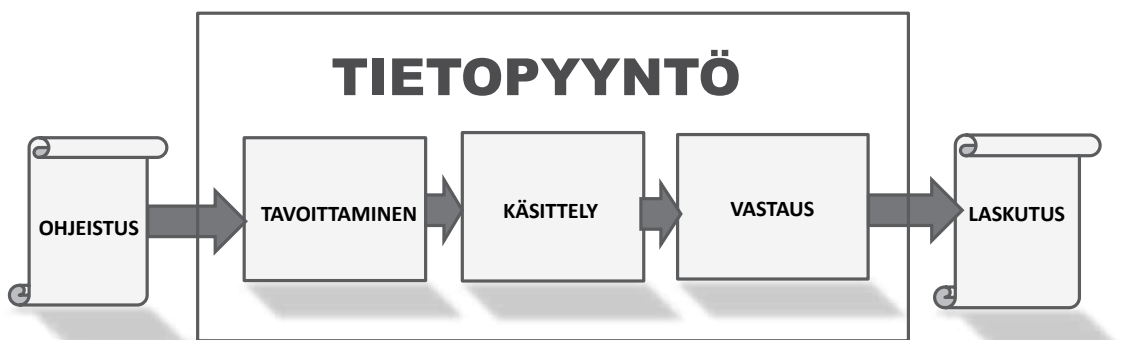 TIETOPYYNTÖ
OHJEISTUS
TAVOITTAMINEN
KÄSITTELY
VASTAUS
LASKUTUS